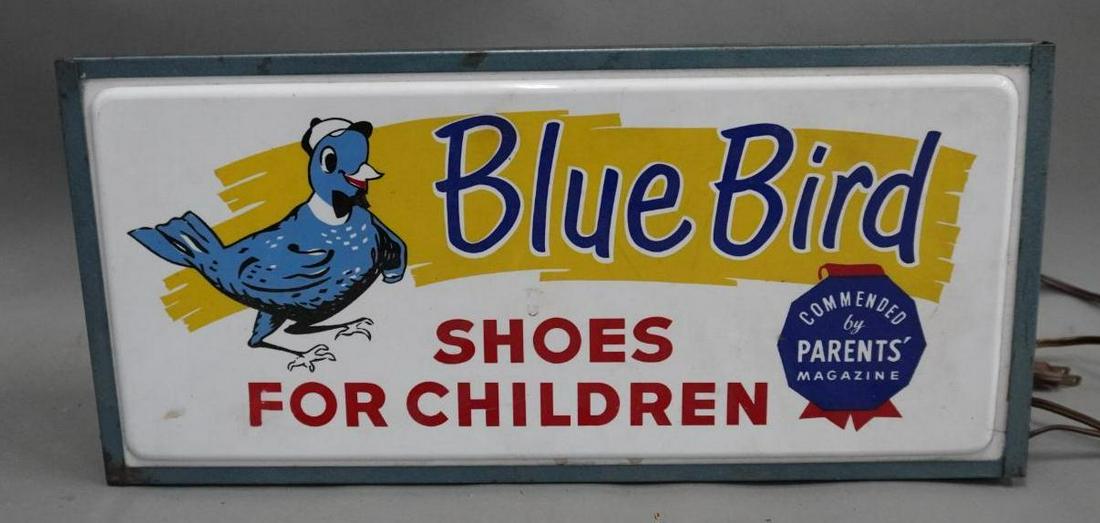 Blue Bird
SHOES
FOR CHILDREN
COMMENDED
by
PARENTS'
MAGAZINE